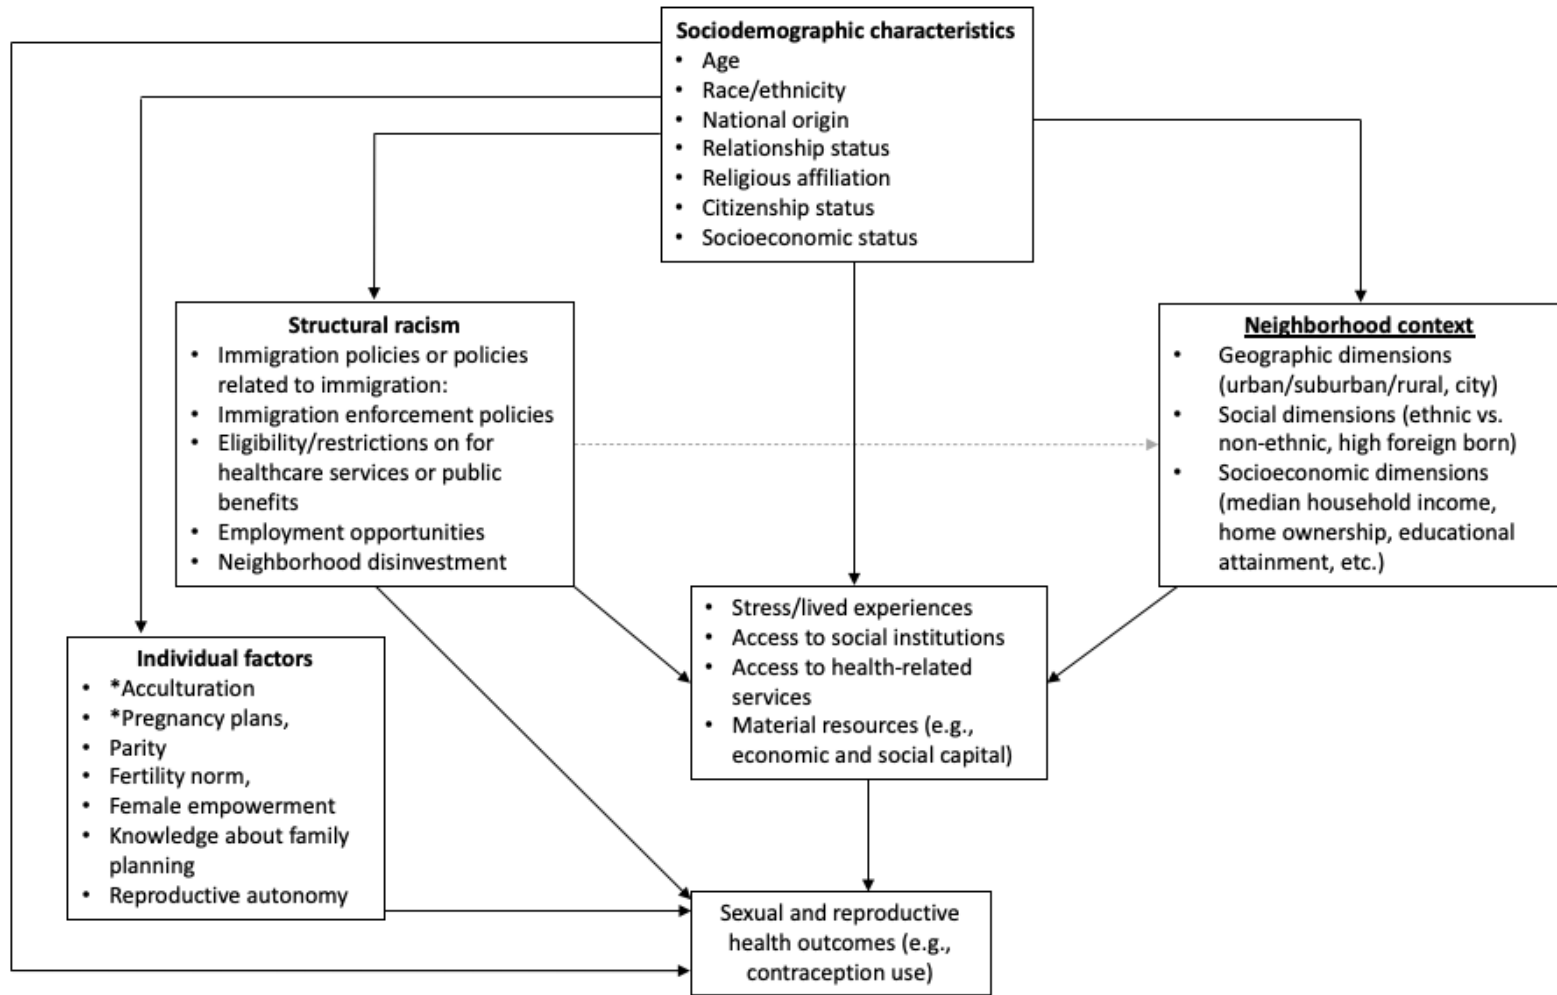 Sociodemographic characteristics
• Age
• Race/ethnicity
• National origin
• Relationship status
• Religious affiliation
• Citizenship status
• Socioeconomic status
Structural racism
• Immigration policies or policies
related to immigration:
• Immigration enforcement policies
• Eligibility/restrictions on for
healthcare services or public
benefits
• Employment opportunities
• Neighborhood disinvestment
Neighborhood context
• Geographic dimensions
(urban/suburban/rural, city)
• Social dimensions (ethnic vs.
non-ethnic, high foreign born)
• Socioeconomic dimensions
(median household income,
home ownership, educational
attainment, etc.)
• Stress/lived experiences
• Access to social institutions
• Access to health-related
services
• Material resources (e.g.,
economic and social capital)
Individual factors
• *Acculturation
• *Pregnancy plans,
• Parity
• Fertility norm,
• Female empowerment
• Knowledge about family
planning
• Reproductive autonomy
Sexual and reproductive
health outcomes (e.g.,
contraception use)